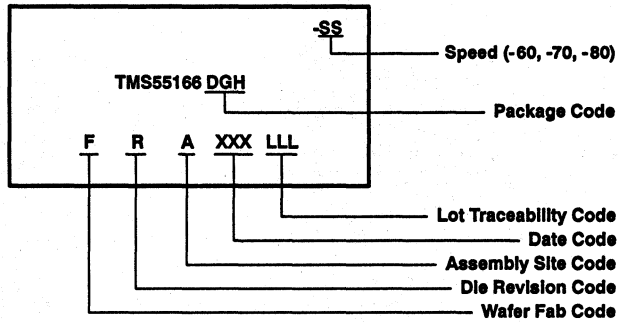 -SS
Speed (-60, -70, -80)
TMS55166 DGH
Package Code
F R A XXX LLL
Lot Traceability Code
Date Code
Assembly Site Code
Die Revision Code
Wafer Fab Code